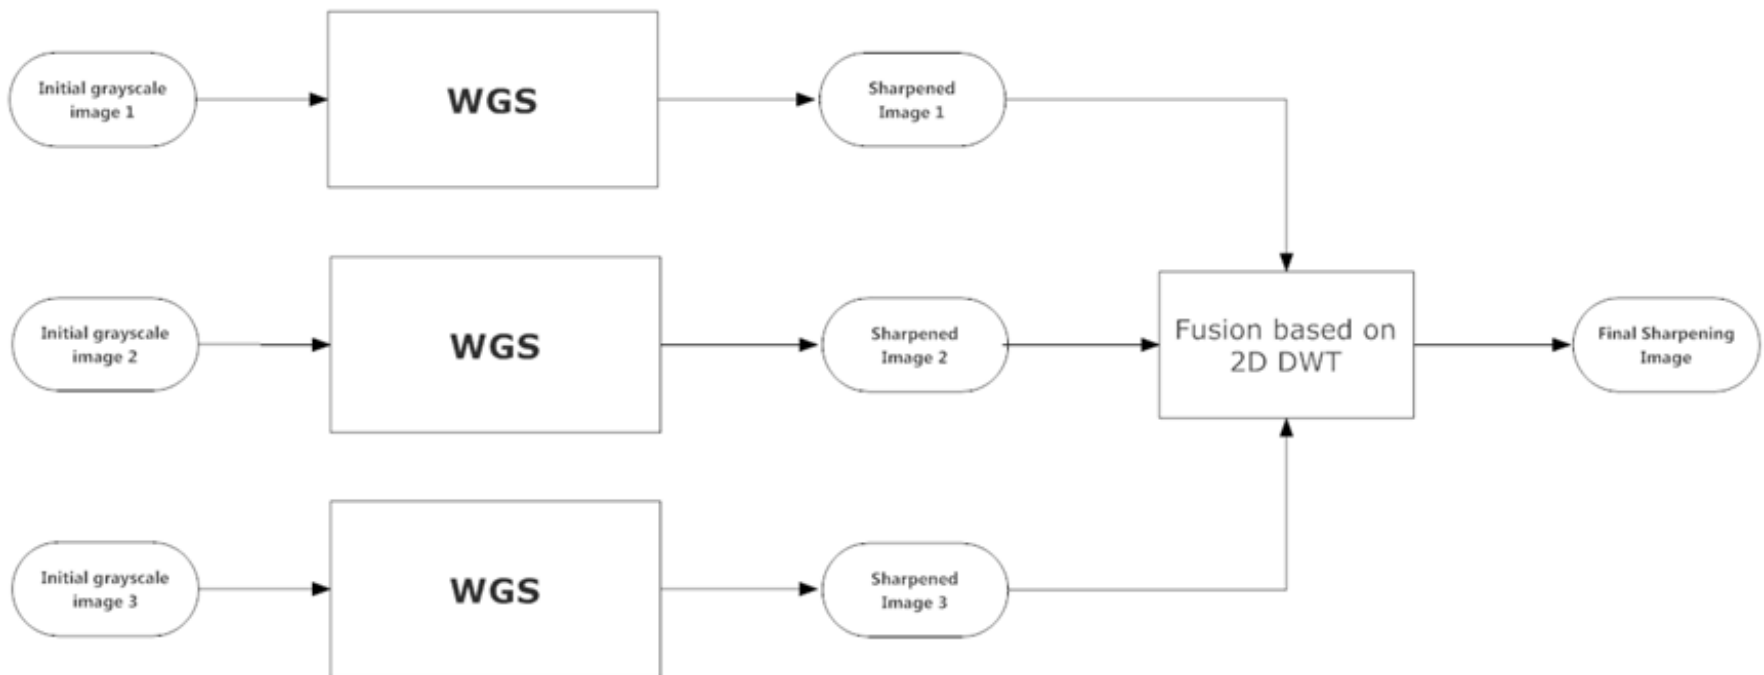 Initial grayscale
image 1
WGS
Sharpened
Image 1
Initial grayscale
image 2
WGS
Sharpened
Image 2
Fusion based on
2D DWT
Final Sharpening
Image
Initial grayscale
image 3
WGS
Sharpened
Image 3